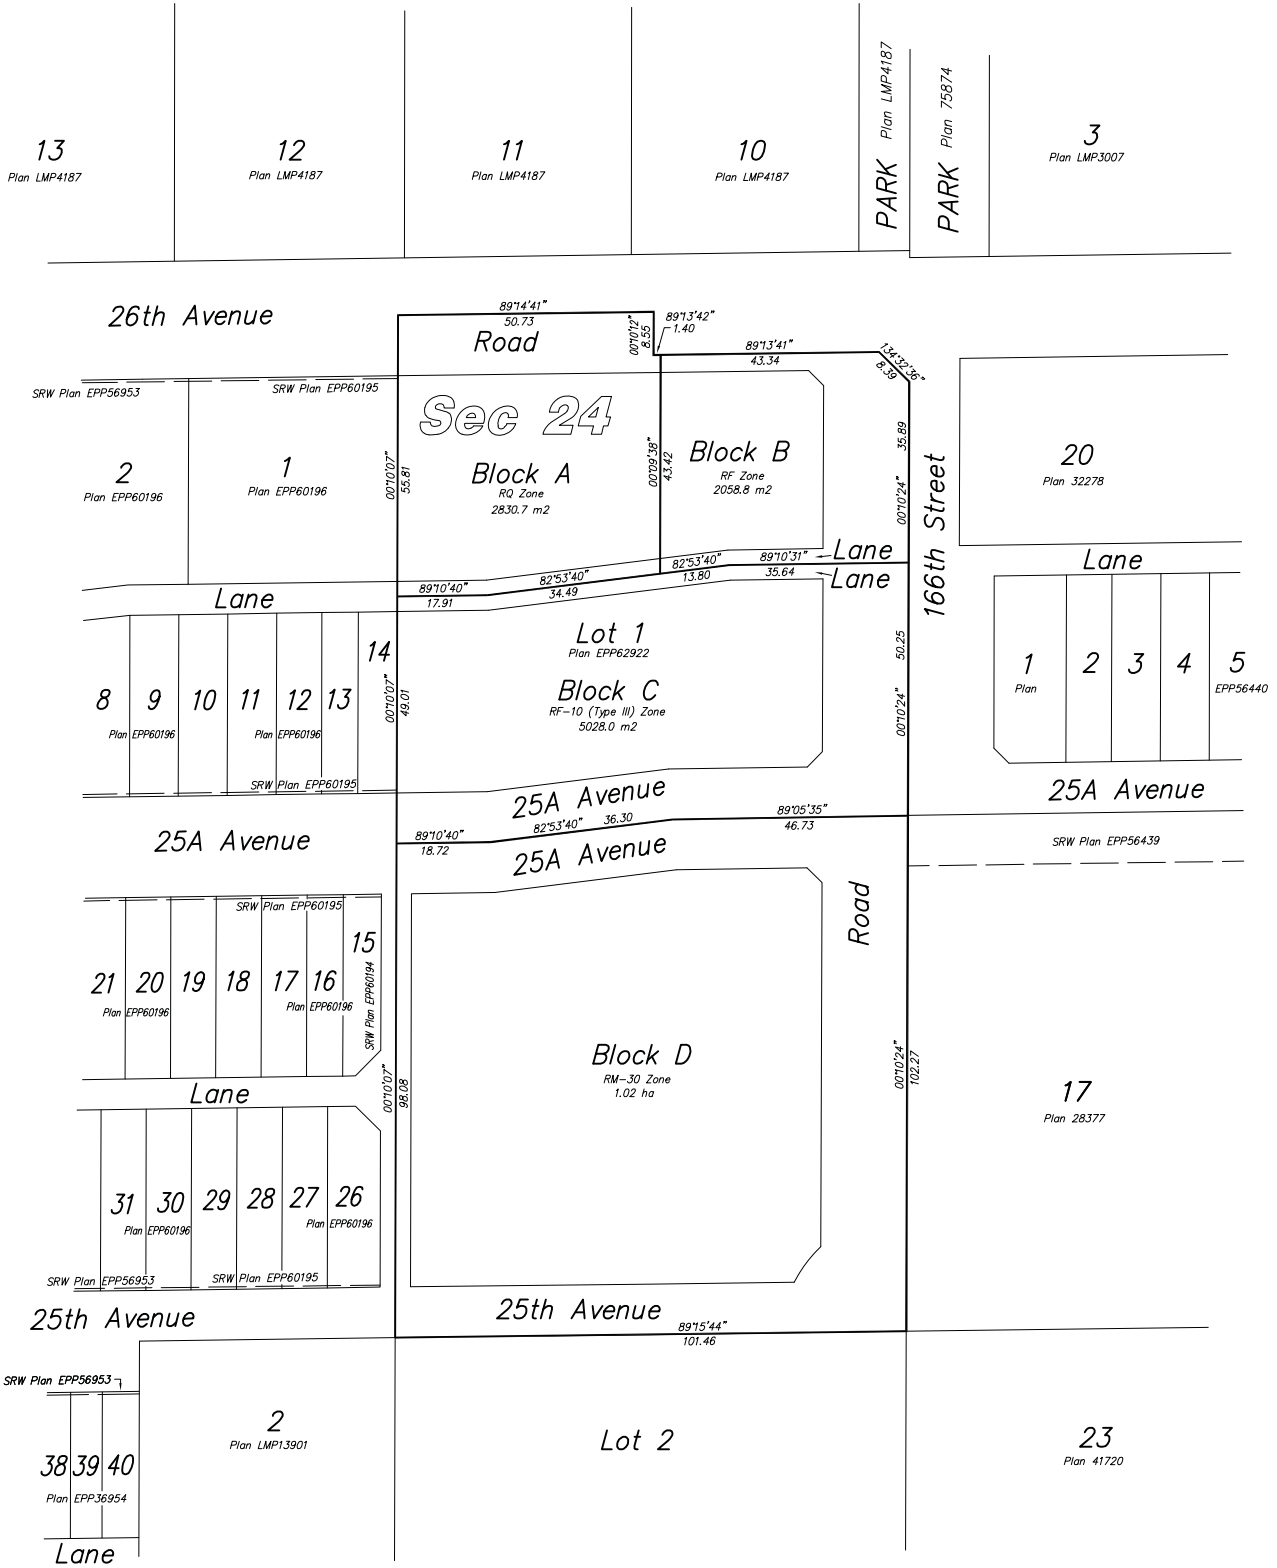 13
Plan LMP4187
12
Plan LMP4187
11
Plan LMP4187
10
Plan LMP4187
PARK Plan LMP4187
PARK Plan 75874
3
Plan LMP3007
26th Avenue
89°14'41"
50.73
Road
00°10'12"
8.55
89°13'42"
1.40
89°13'41"
43.34
134°32'36"
8.39
SRW Plan EPP56953
SRW Plan EPP60195
Sec 24
2
Plan EPP60196
1
Plan EPP60196
00°10'07"
55.81
Block A
RQ Zone
2830.7 m2
00°09'38"
43.42
Block B
RF Zone
2058.8 m2
35.89
00°10'24"
166th Street
20
Plan 32278
Lane
89°10'40"
17.91
82°53'40"
34.49
82°53'40"
13.80
89°10'31"
35.64
Lane
Lane
Lane
8
9
10
11
12
13
14
Plan EPP60196
Plan EPP60196
SRW Plan EPP60195
00°10'07"
49.01
Lot 1
Plan EPP62922
Block C
RF-10 (Type III) Zone
5028.0 m2
50.25
00°10'24"
1
Plan
2
3
4
5
EPP56440
25A Avenue
89°10'40"
18.72
82°53'40"
36.30
25A Avenue
25A Avenue
89°05'35"
46.73
25A Avenue
SRW Plan EPP56439
SRW Plan EPP60195
21
20
19
18
17
16
15
Plan EPP60196
Plan EPP60196
SRW Plan EPP60194
Road
Lane
00°10'07"
98.08
Block D
RM-30 Zone
1.02 ha
00°10'24"
102.27
17
Plan 28377
31
30
29
28
27
26
Plan EPP60196
Plan EPP60196
SRW Plan EPP56953
SRW Plan EPP60195
25th Avenue
25th Avenue
89°15'44"
101.46
SRW Plan EPP56953
38
39
40
Plan EPP36954
Lane
2
Plan LMP13901
Lot 2
23
Plan 41720